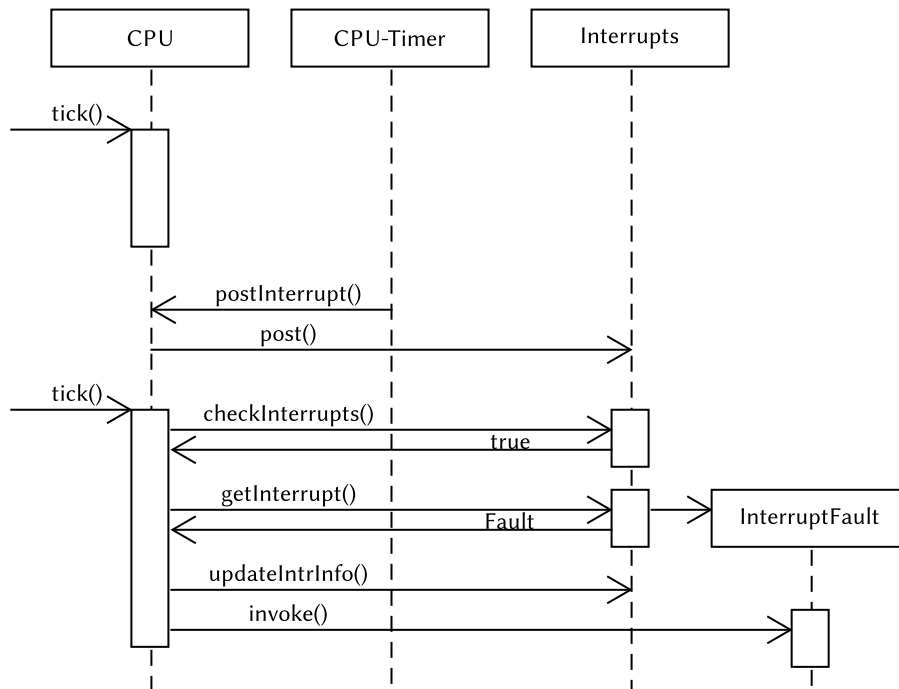 CPU
CPU-Timer
Interrupts
tick()
postInterrupt()
post()
tick()
checkInterrupts()
true
getInterrupt()
Fault
InterruptFault
updateIntrInfo()
invoke()